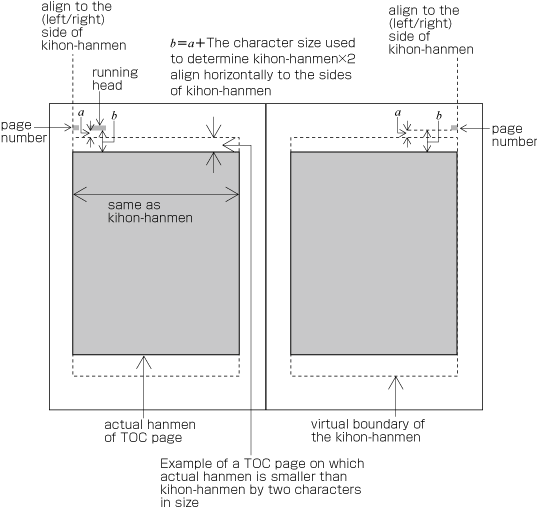 align to the
(left/right)
side of
kihon-hanmen
b=a+The character size used
to determine kihon-hanmen×2
align horizontally to the sides
of kihon-hanmen
align to the
(left/right)
side of
kihon-hanmen
running
head
a
b
page
number
a
b
page
number
same as
kihon-hanmen
actual hanmen
of TOC page
virtual boundary of
the kihon-hanmen
Example of a TOC page on which
actual hanmen is smaller than
kihon-hanmen by two characters
in size